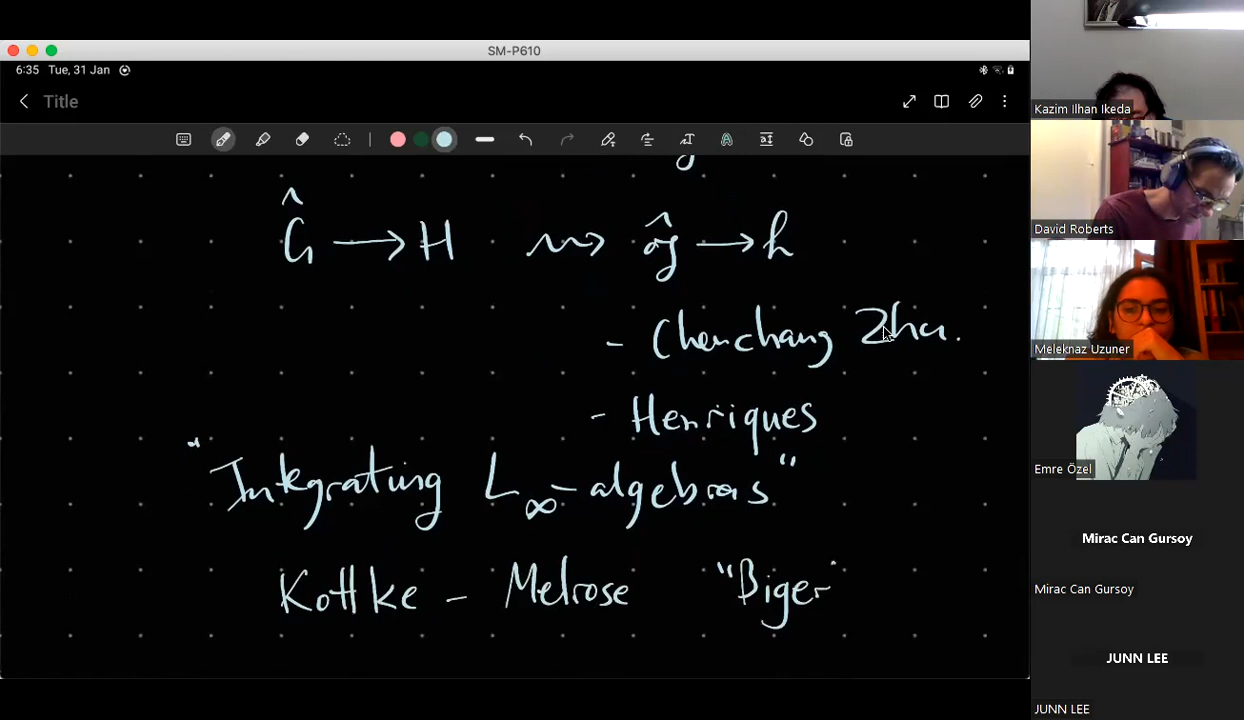 SM-P610
6:35 Tue, 31 Jan
Title
Ĝ → H ⇝ ĝ → h
- Chenchang Zhu.
- Henriques
"Integrating L∞-algebras"
Kottke - Melrose "Biger
Kazim Ilhan Ikeda
David Roberts
Meleknaz Uzuner
Emre Özel
Mirac Can Gursoy
Mirac Can Gursoy
JUNN LEE
JUNN LEE